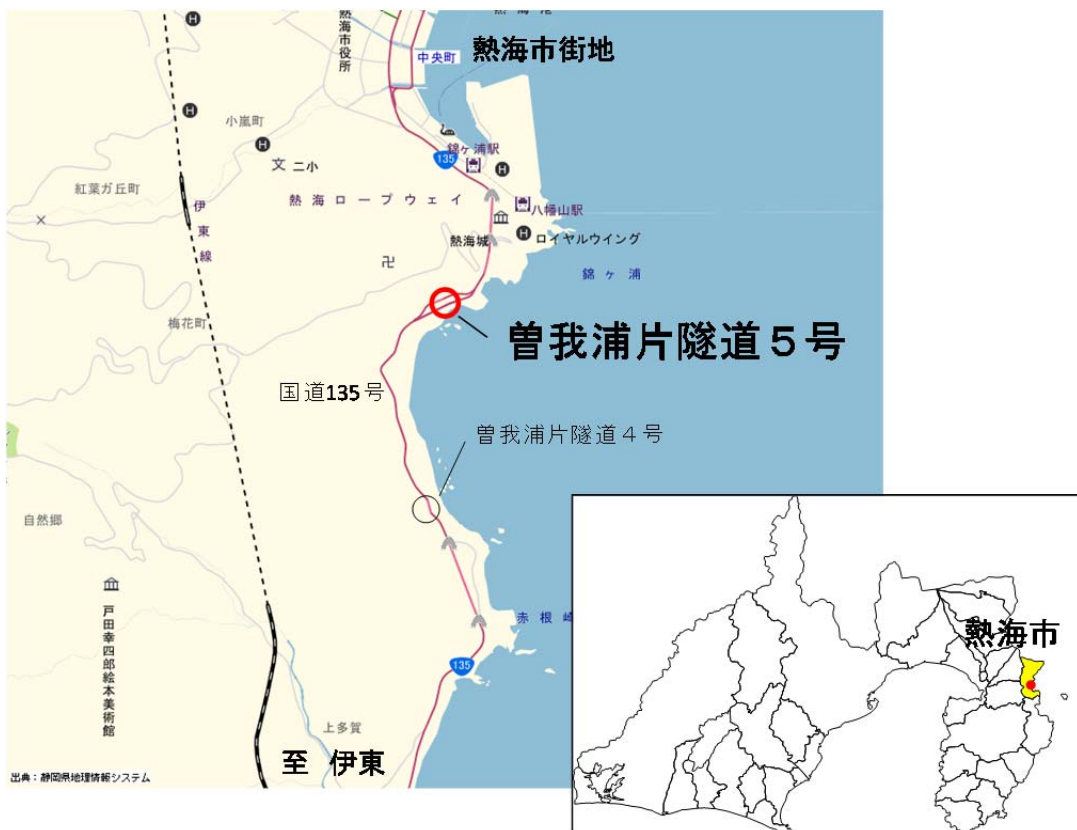 熱海港
熱海市役所
中央町
熱海市街地
小嵐町
文 二小
135
錦ヶ浦駅
紅葉ガ丘町
熱海ロープウェイ
八幡山駅
伊東線
熱海城
ロイヤルウイング
卍
錦ヶ浦
梅花町
曽我浦片隧道5号
国道135号
曽我浦片隧道4号
自然郷
戸田幸四郎絵本美術館
赤根崎
135
上多賀
至 伊東
出典：静岡県地理情報システム
熱海市